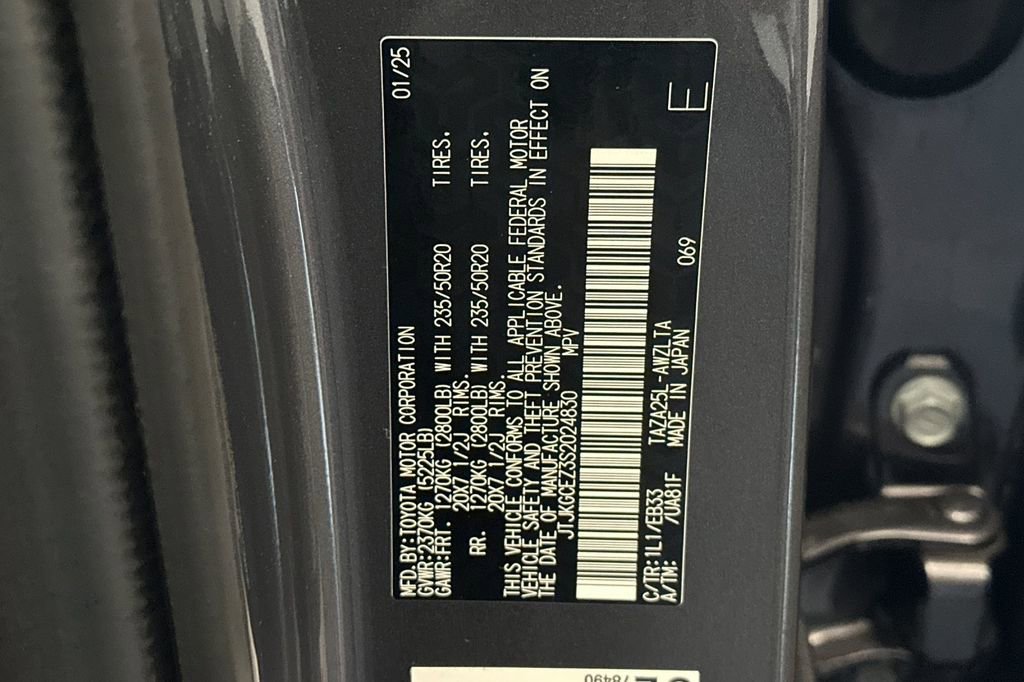 MFD.BY:TOYOTA MOTOR CORPORATION 01/25
GVWR:2370KG (5225LB)
GAWR:FRT. 1270KG (2800LB) WITH 235/50R20 TIRES.
20X7 1/2J RIMS.
RR. 1270KG (2800LB) WITH 235/50R20 TIRES.
20X7 1/2J RIMS.
THIS VEHICLE CONFORMS TO ALL APPLICABLE FEDERAL MOTOR
VEHICLE SAFETY AND THEFT PREVENTION STANDARDS IN EFFECT ON
THE DATE OF MANUFACTURE SHOWN ABOVE.
JTJKGCEZ3S2024830 MPV
C/TR:1L1/EB33 TAZA25L-AWZLTA 069 E
A/TM: /UA81F MADE IN JAPAN
78490